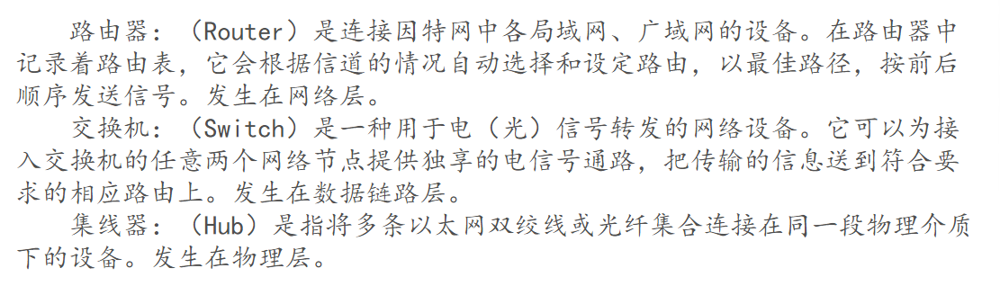 路由器：（Router）是连接因特网中各局域网、广域网的设备。在路由器中
记录着路由表，它会根据信道的情况自动选择和设定路由，以最佳路径，按前后
顺序发送信号。发生在网络层。
交换机：（Switch）是一种用于电（光）信号转发的网络设备。它可以为接
入交换机的任意两个网络节点提供独享的电信号通路，把传输的信息送到符合要
求的相应路由上。发生在数据链路层。
集线器：（Hub）是指将多条以太网双绞线或光纤集合连接在同一段物理介质
下的设备。发生在物理层。